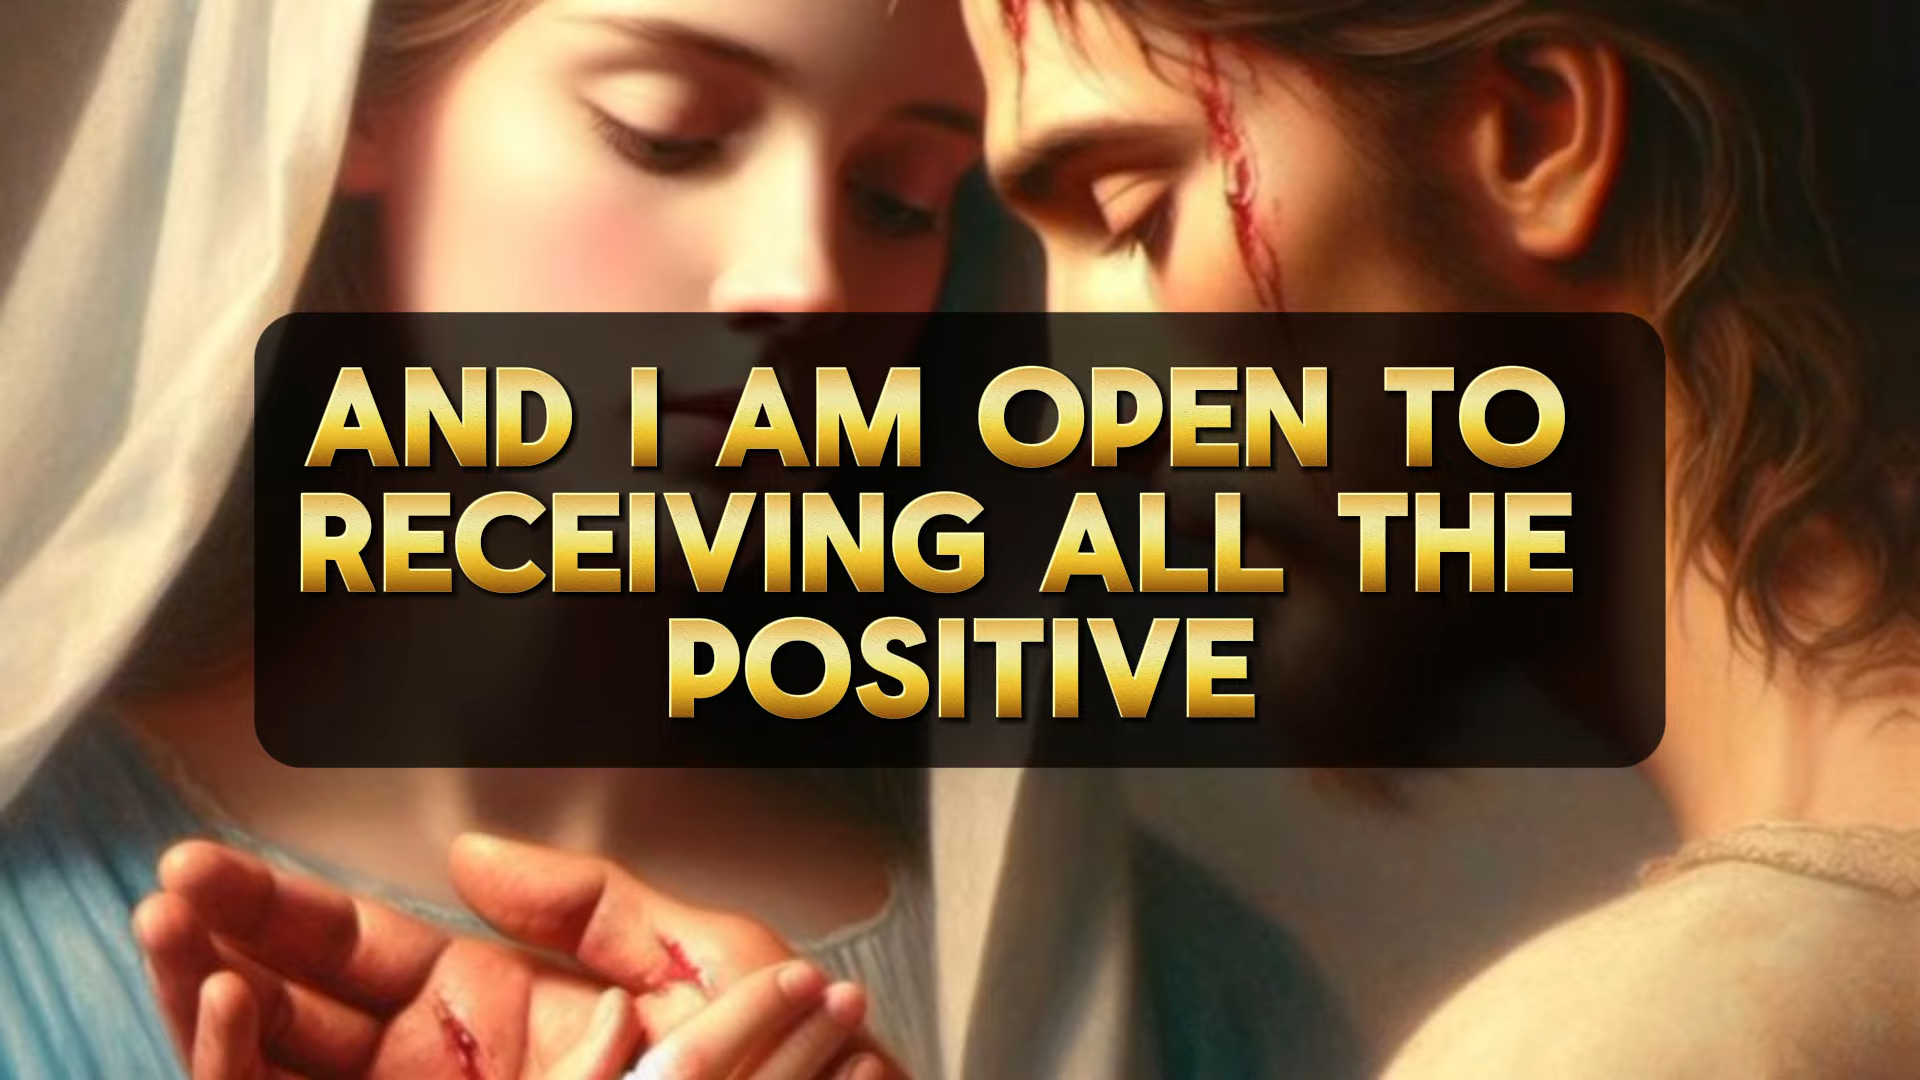 AND I AM OPEN TO
RECEIVING ALL THE
POSITIVE